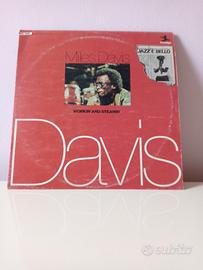 Miles Davis
JAZZ È BELLO
WORKIN' AND STEAMIN'
Davis
subito